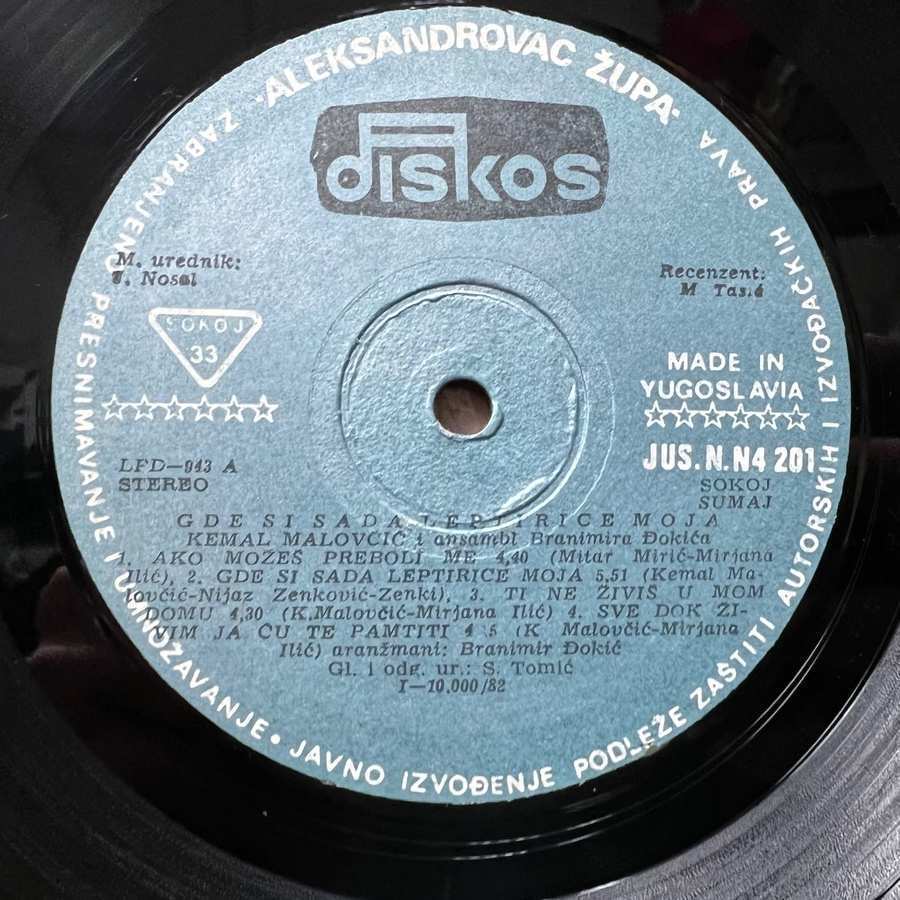 ALEKSANDROVAC ŽUPA
ZABRANJENO PRESNIMAVANJE I UMNOŽAVANJE • JAVNO IZVOĐENJE PODLEŽE ZAŠTITI AUTORSKIH I IZVOĐAČKIH PRAVA
diskos
M. urednik:
Nosal
Recenzent:
M
SOKOJ
33
MADE IN
YUGOSLAVIA
JUS. N. N4 201
LFD—943 A
STEREO
SOKOJ
SUMAJ
GDE SI SADA LEPTIRICE MOJA
KEMAL MALOVČIĆ i ansambl Branimira Đokića
1. AKO MOŽEŠ PREBOLI ME 4,40 (Mitar Mirić-Mirjana
Ilić), 2. GDE SI SADA LEPTIRICE MOJA 5,51 (Kemal Ma-
lovčić-Nijaz Zenković-Zenki), 3. TI NE ŽIVIŠ U MOM
DOMU 4,30 (K.Malovčić-Mirjana Ilić) 4. SVE DOK ŽI-
VIM JA ĆU TE PAMTITI (K Malovčić-Mirjana
Ilić) aranžmani: Branimir Đokić
Gl. i odg. ur.: S. Tomić
I—10.000/82